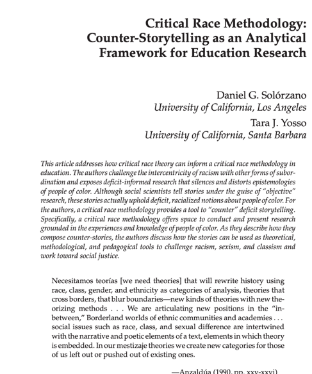 Critical Race Methodology:
Counter-Storytelling as an Analytical
Framework for Education Research
Daniel G. Solórzano
University of California, Los Angeles
Tara J. Yosso
University of California, Santa Barbara
This article addresses how critical race theory can inform a critical race methodology in
education. The authors challenge the intercentricity of racism with other forms of subor-
dination and exposes deficit-informed research that silences and distorts epistemologies
of people of color. Although social scientists tell stories under the guise of "objective"
research, these stories actually uphold deficit, racialized notions about people of color. For
the authors, a critical race methodology provides a tool to "counter" deficit storytelling.
Specifically, a critical race methodology offers space to conduct and present research
grounded in the experiences and knowledge of people of color. As they describe how they
compose counter-stories, the authors discuss how the stories can be used as theoretical,
methodological, and pedagogical tools to challenge racism, sexism, and classism and
work toward social justice.
Necesitamos teorías [we need theories] that will rewrite history using
race, class, gender, and ethnicity as categories of analysis, theories that
cross borders, that blur boundaries—new kinds of theories with new the-
orizing methods . . . We are articulating new positions in the "in-
between," Borderland worlds of ethnic communities and academies . . .
social issues such as race, class, and sexual difference are intertwined
with the narrative and poetic elements of a text, elements in which theory
is embedded. In our mestizaje theories we create new categories for those
of us left out or pushed out of existing ones.
—Anzaldúa (1990, pp. xxv-xxvi)